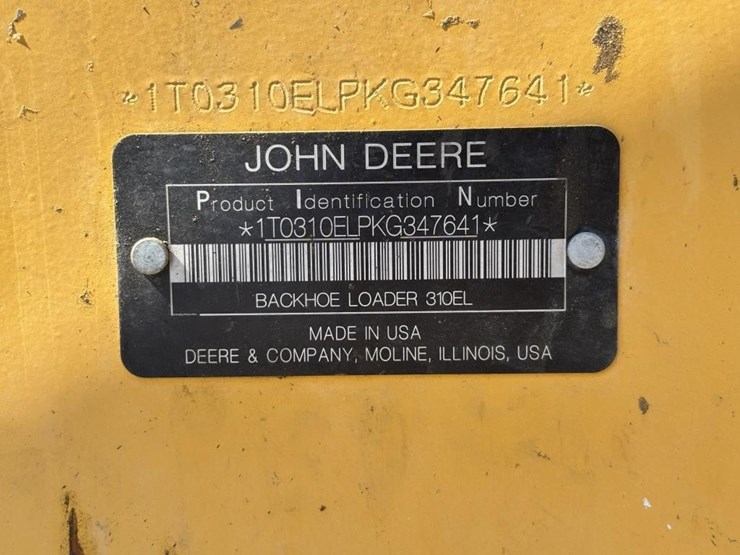 *1T0310ELPKG347641*
JOHN DEERE
Product Identification Number
*1T0310ELPKG347641*
BACKHOE LOADER 310EL
MADE IN USA
DEERE & COMPANY, MOLINE, ILLINOIS, USA